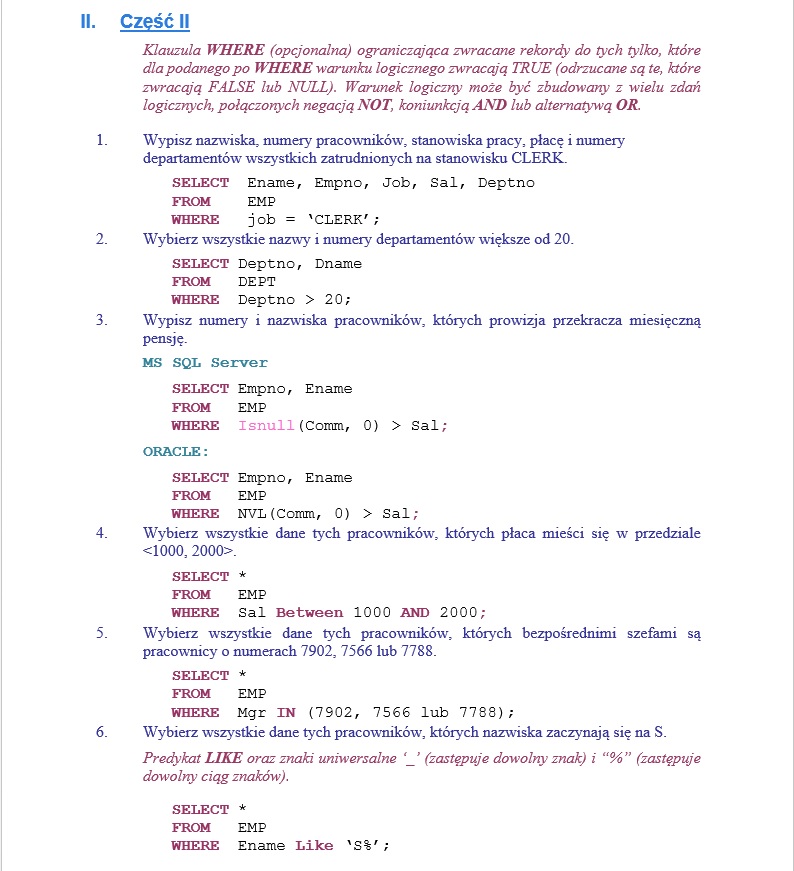 II. Część II
Klauzula WHERE (opcjonalna) ograniczająca zwracane rekordy do tych tylko, które
dla podanego po WHERE warunku logicznego zwracają TRUE (odrzucane są te, które
zwracają FALSE lub NULL). Warunek logiczny może być zbudowany z wielu zdań
logicznych, połączonych negacją NOT, koniunkcją AND lub alternatywą OR.
1. Wypisz nazwiska, numery pracowników, stanowiska pracy, płacę i numery
departamentów wszystkich zatrudnionych na stanowisku CLERK.
SELECT Ename, Empno, Job, Sal, Deptno
FROM EMP
WHERE job = ‘CLERK’;
2. Wybierz wszystkie nazwy i numery departamentów większe od 20.
SELECT Deptno, Dname
FROM DEPT
WHERE Deptno > 20;
3. Wypisz numery i nazwiska pracowników, których prowizja przekracza miesięczną
pensję.
MS SQL Server
SELECT Empno, Ename
FROM EMP
WHERE Isnull(Comm, 0) > Sal;
ORACLE:
SELECT Empno, Ename
FROM EMP
WHERE NVL(Comm, 0) > Sal;
4. Wybierz wszystkie dane tych pracowników, których płaca mieści się w przedziale
<1000, 2000>.
SELECT *
FROM EMP
WHERE Sal Between 1000 AND 2000;
5. Wybierz wszystkie dane tych pracowników, których bezpośrednimi szefami są
pracownicy o numerach 7902, 7566 lub 7788.
SELECT *
FROM EMP
WHERE Mgr IN (7902, 7566 lub 7788);
6. Wybierz wszystkie dane tych pracowników, których nazwiska zaczynają się na S.
Predykat LIKE oraz znaki uniwersalne ‘_’ (zastępuje dowolny znak) i “%” (zastępuje
dowolny ciąg znaków).
SELECT *
FROM EMP
WHERE Ename Like ‘S%’;